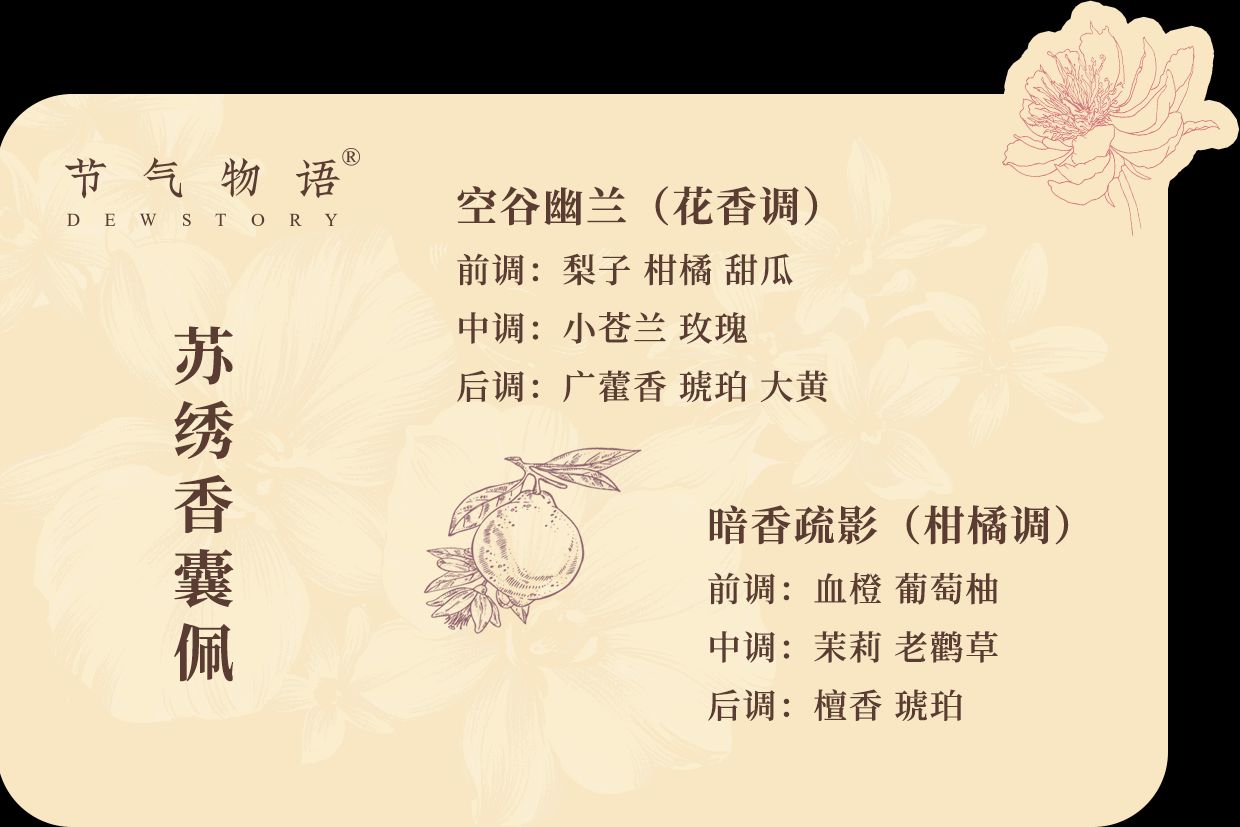 节气物语®
DEWSTORY
苏绣香囊佩
空谷幽兰（花香调）
前调：梨子 柑橘 甜瓜
中调：小苍兰 玫瑰
后调：广藿香 琥珀 大黄
暗香疏影（柑橘调）
前调：血橙 葡萄柚
中调：茉莉 老鹳草
后调：檀香 琥珀